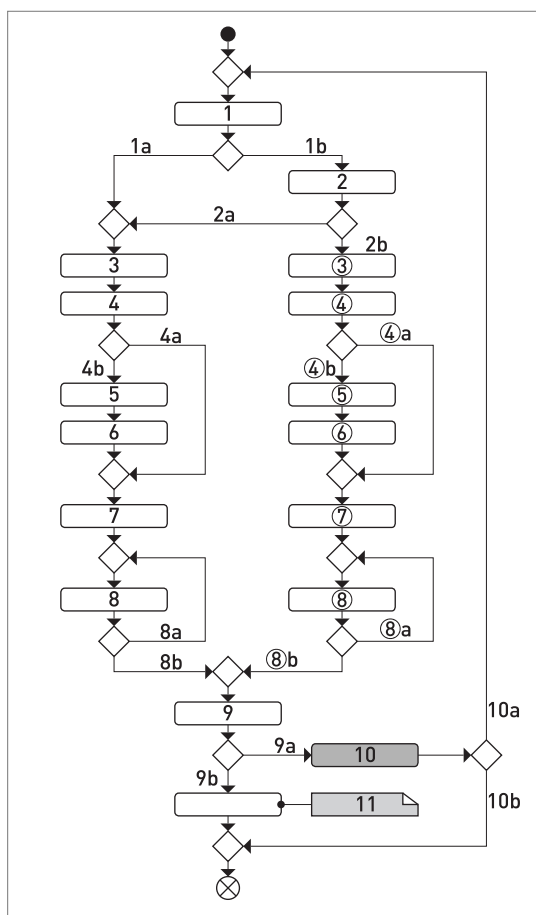 1
1a 1b
2
2a
2b
3 ③
4 ④
4a ④a
4b ④b
5 ⑤
6 ⑥
7 ⑦
8 ⑧
8a ⑧a
8b ⑧b
9
10a
9a 10
9b
11 10b